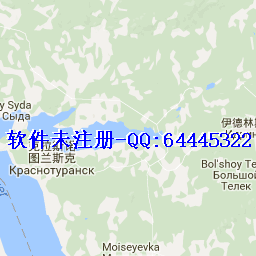 y Syda
Сыда
伊德林
软件未注册-QQ:64445322
图兰斯克
Краснотуранск
Bol'shoy Te
Большой
Телек
Moiseyevka